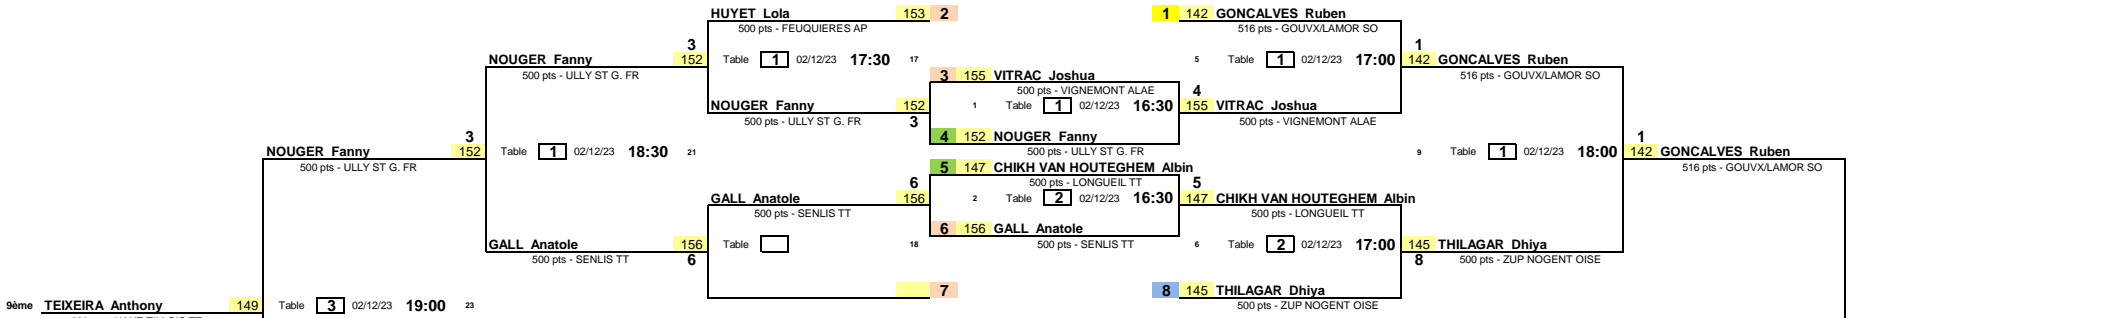 HUYET Lola 153 2 1 142 GONCALVES Ruben
500 pts - FEUQUIERES AP 516 pts - GOUVX/LAMOR SO
3 1
NOUGER Fanny 152 Table 1 02/12/23 17:30 17 5 Table 1 02/12/23 17:00 142 GONCALVES Ruben
500 pts - ULLY ST G. FR 3 155 VITRAC Joshua 516 pts - GOUVX/LAMOR SO
500 pts - VIGNEMONT ALAE 4
NOUGER Fanny 152 1 Table 1 02/12/23 16:30 155 VITRAC Joshua
500 pts - ULLY ST G. FR 3 500 pts - VIGNEMONT ALAE
3 4 152 NOUGER Fanny 1
NOUGER Fanny 152 Table 1 02/12/23 18:30 21 500 pts - ULLY ST G. FR 9 Table 1 02/12/23 18:00 142 GONCALVES Ruben
500 pts - ULLY ST G. FR 5 147 CHIKH VAN HOUTEGHEM Albin 516 pts - GOUVX/LAMOR SO
6 500 pts - LONGUEIL TT 5
GALL Anatole 156 2 Table 2 02/12/23 16:30 147 CHIKH VAN HOUTEGHEM Albin
500 pts - SENLIS TT 500 pts - LONGUEIL TT
6 156 GALL Anatole
GALL Anatole 156 Table 18 500 pts - SENLIS TT 6 Table 2 02/12/23 17:00 145 THILAGAR Dhiya
500 pts - SENLIS TT 6 8 500 pts - ZUP NOGENT OISE
7 8 145 THILAGAR Dhiya
9ème TEIXEIRA Anthony 149 Table 3 02/12/23 19:00 23 500 pts - ZUP NOGENT OISE